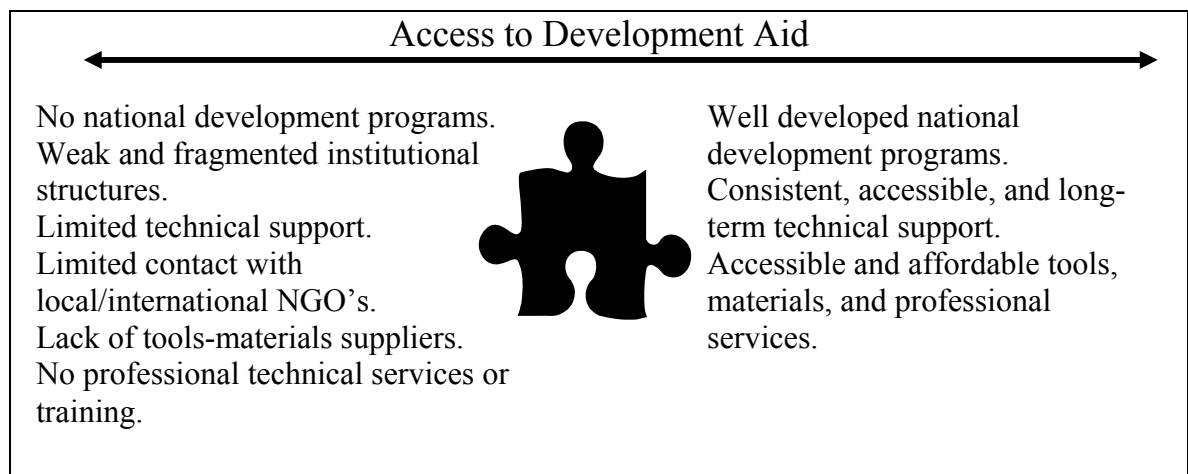 Access to Development Aid
No national development programs.
Weak and fragmented institutional
structures.
Limited technical support.
Limited contact with
local/international NGO’s.
Lack of tools-materials suppliers.
No professional technical services or
training.
Well developed national
development programs.
Consistent, accessible, and long-
term technical support.
Accessible and affordable tools,
materials, and professional
services.